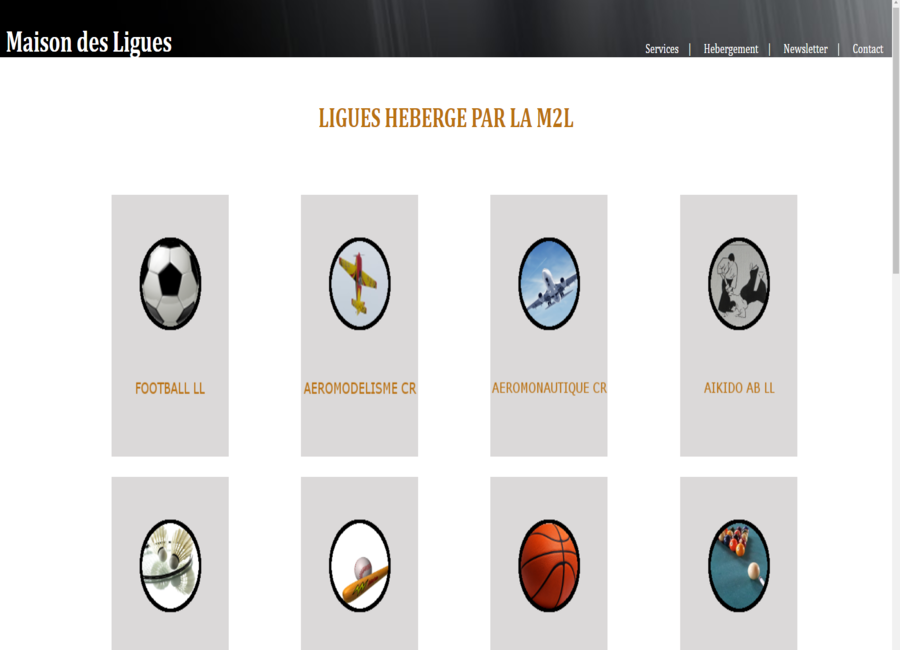 Maison des Ligues
Services | Hebergement | Newsletter | Contact
LIGUES HEBERGE PAR LA M2L
FOOTBALL LL
AEROMODELISME CR
AEROMONAUTIQUE CR
AIKIDO AB LL